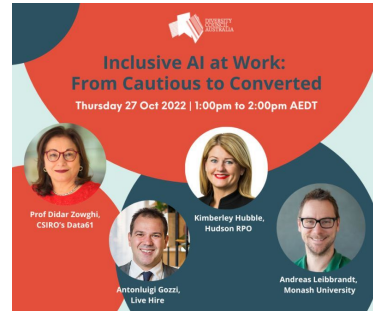 DIVERSITY
COUNCIL
AUSTRALIA
Inclusive AI at Work:
From Cautious to Converted
Thursday 27 Oct 2022 | 1:00pm to 2:00pm AEDT
Prof Didar Zowghi,
CSIRO's Data61
Antonluigi Gozzi,
Live Hire
Kimberley Hubble,
Hudson RPO
Andreas Leibbrandt,
Monash University